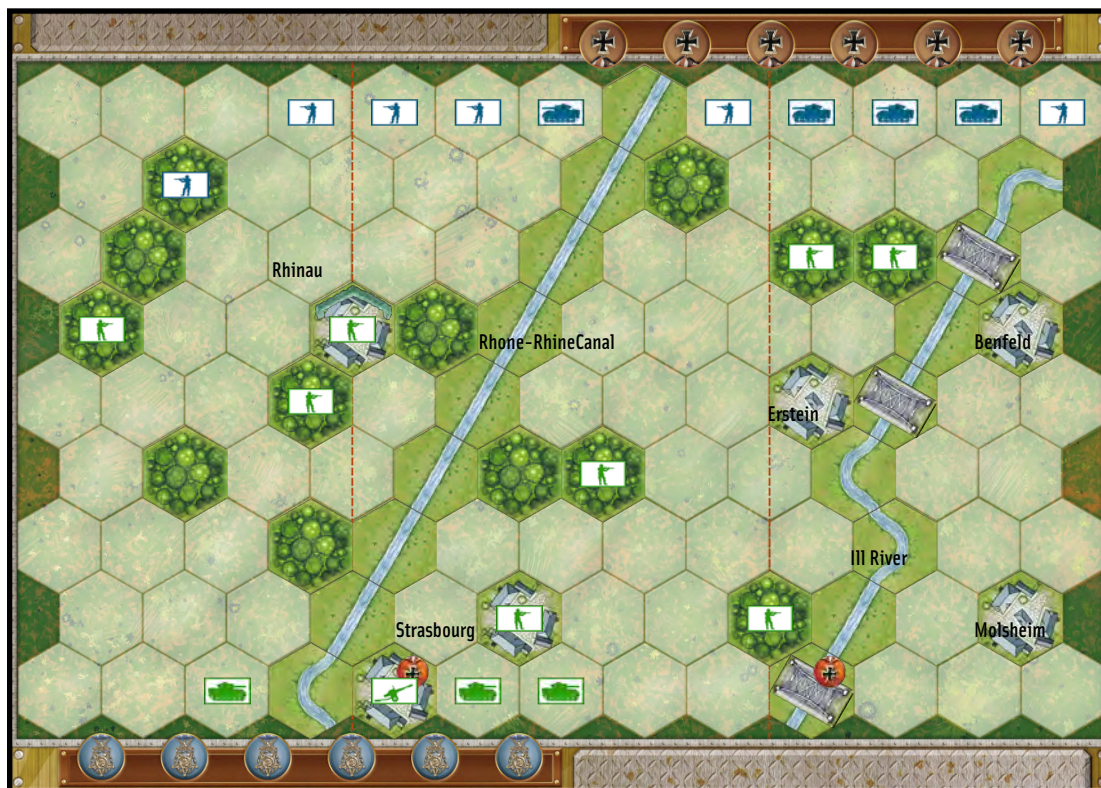 Rhinau
Rhone-RhineCanal
Benfeld
Erstein
Ill River
Strasbourg
Molsheim